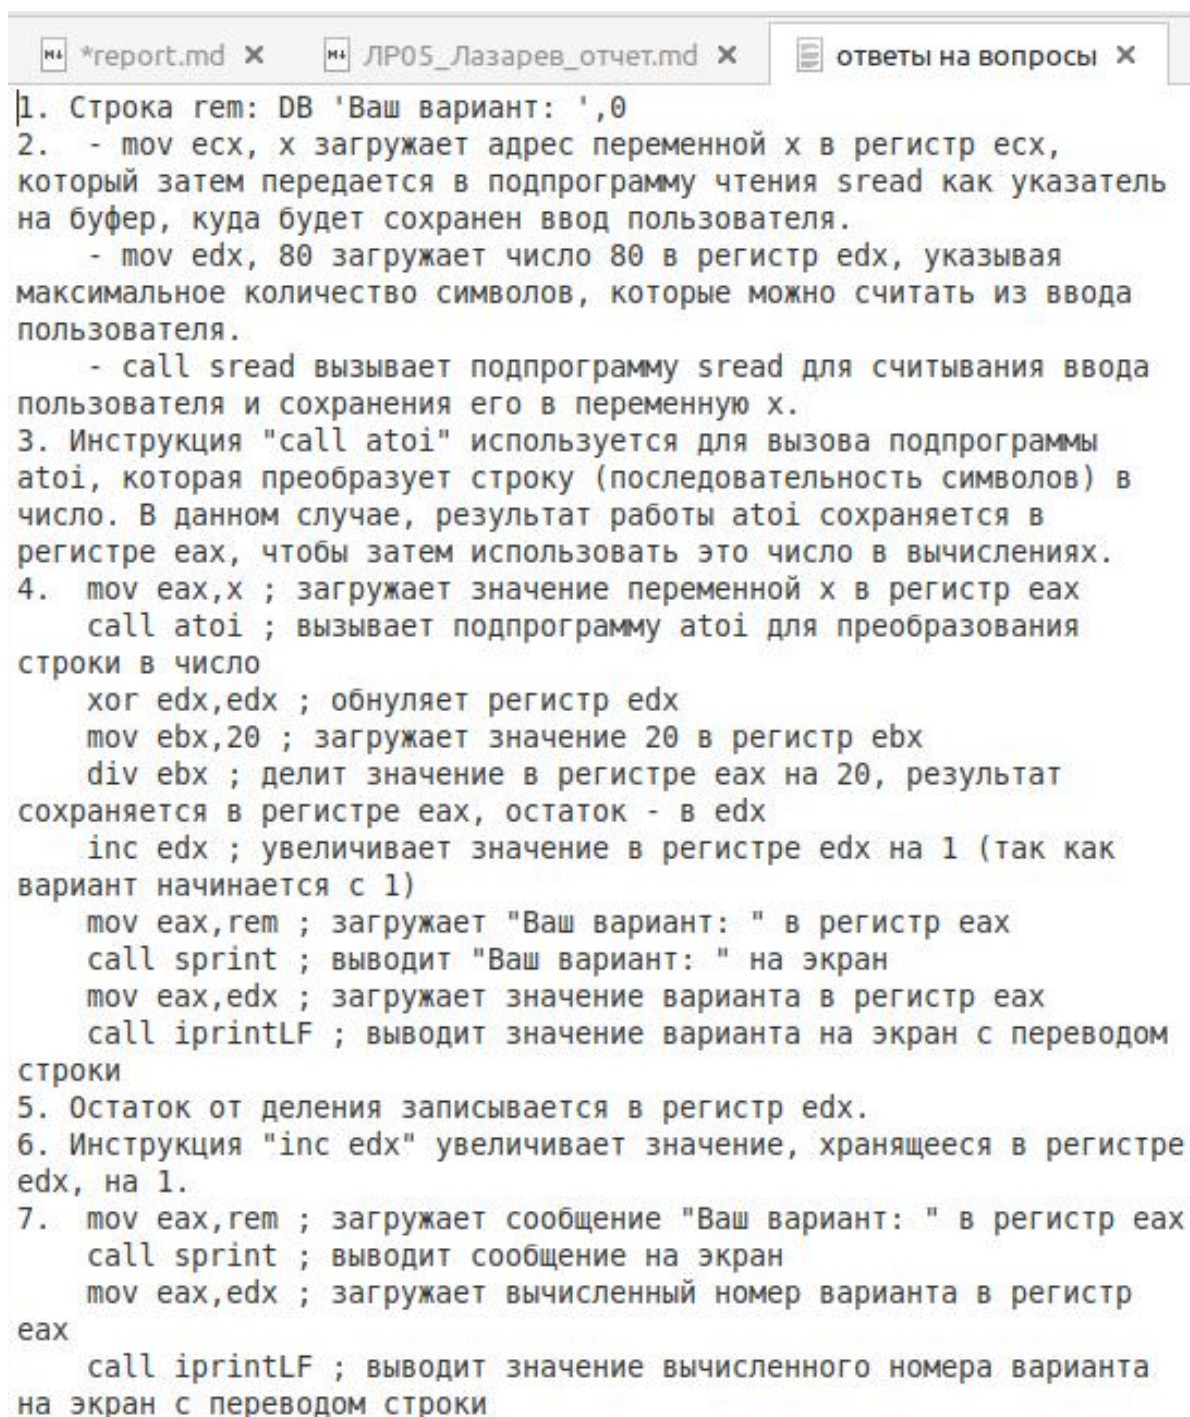 *report.md ×  ЛР05_Лазарев_отчет.md ×  ответы на вопросы ×
1. Строка rem: DB 'Ваш вариант: ',0
2.  - mov ecx, x загружает адрес переменной x в регистр ecx,
который затем передается в подпрограмму чтения sread как указатель
на буфер, куда будет сохранен ввод пользователя.
    - mov edx, 80 загружает число 80 в регистр edx, указывая
максимальное количество символов, которые можно считать из ввода
пользователя.
    - call sread вызывает подпрограмму sread для считывания ввода
пользователя и сохранения его в переменную x.
3. Инструкция "call atoi" используется для вызова подпрограммы
atoi, которая преобразует строку (последовательность символов) в
число. В данном случае, результат работы atoi сохраняется в
регистре eax, чтобы затем использовать это число в вычислениях.
4.  mov eax,x ; загружает значение переменной x в регистр eax
    call atoi ; вызывает подпрограмму atoi для преобразования
строки в число
    xor edx,edx ; обнуляет регистр edx
    mov ebx,20 ; загружает значение 20 в регистр ebx
    div ebx ; делит значение в регистре eax на 20, результат
сохраняется в регистре eax, остаток - в edx
    inc edx ; увеличивает значение в регистре edx на 1 (так как
вариант начинается с 1)
    mov eax,rem ; загружает "Ваш вариант: " в регистр eax
    call sprint ; выводит "Ваш вариант: " на экран
    mov eax,edx ; загружает значение варианта в регистр eax
    call iprintLF ; выводит значение варианта на экран с переводом
строки
5. Остаток от деления записывается в регистр edx.
6. Инструкция "inc edx" увеличивает значение, хранящееся в регистре
edx, на 1.
7.  mov eax,rem ; загружает сообщение "Ваш вариант: " в регистр eax
    call sprint ; выводит сообщение на экран
    mov eax,edx ; загружает вычисленный номер варианта в регистр
eax
    call iprintLF ; выводит значение вычисленного номера варианта
на экран с переводом строки